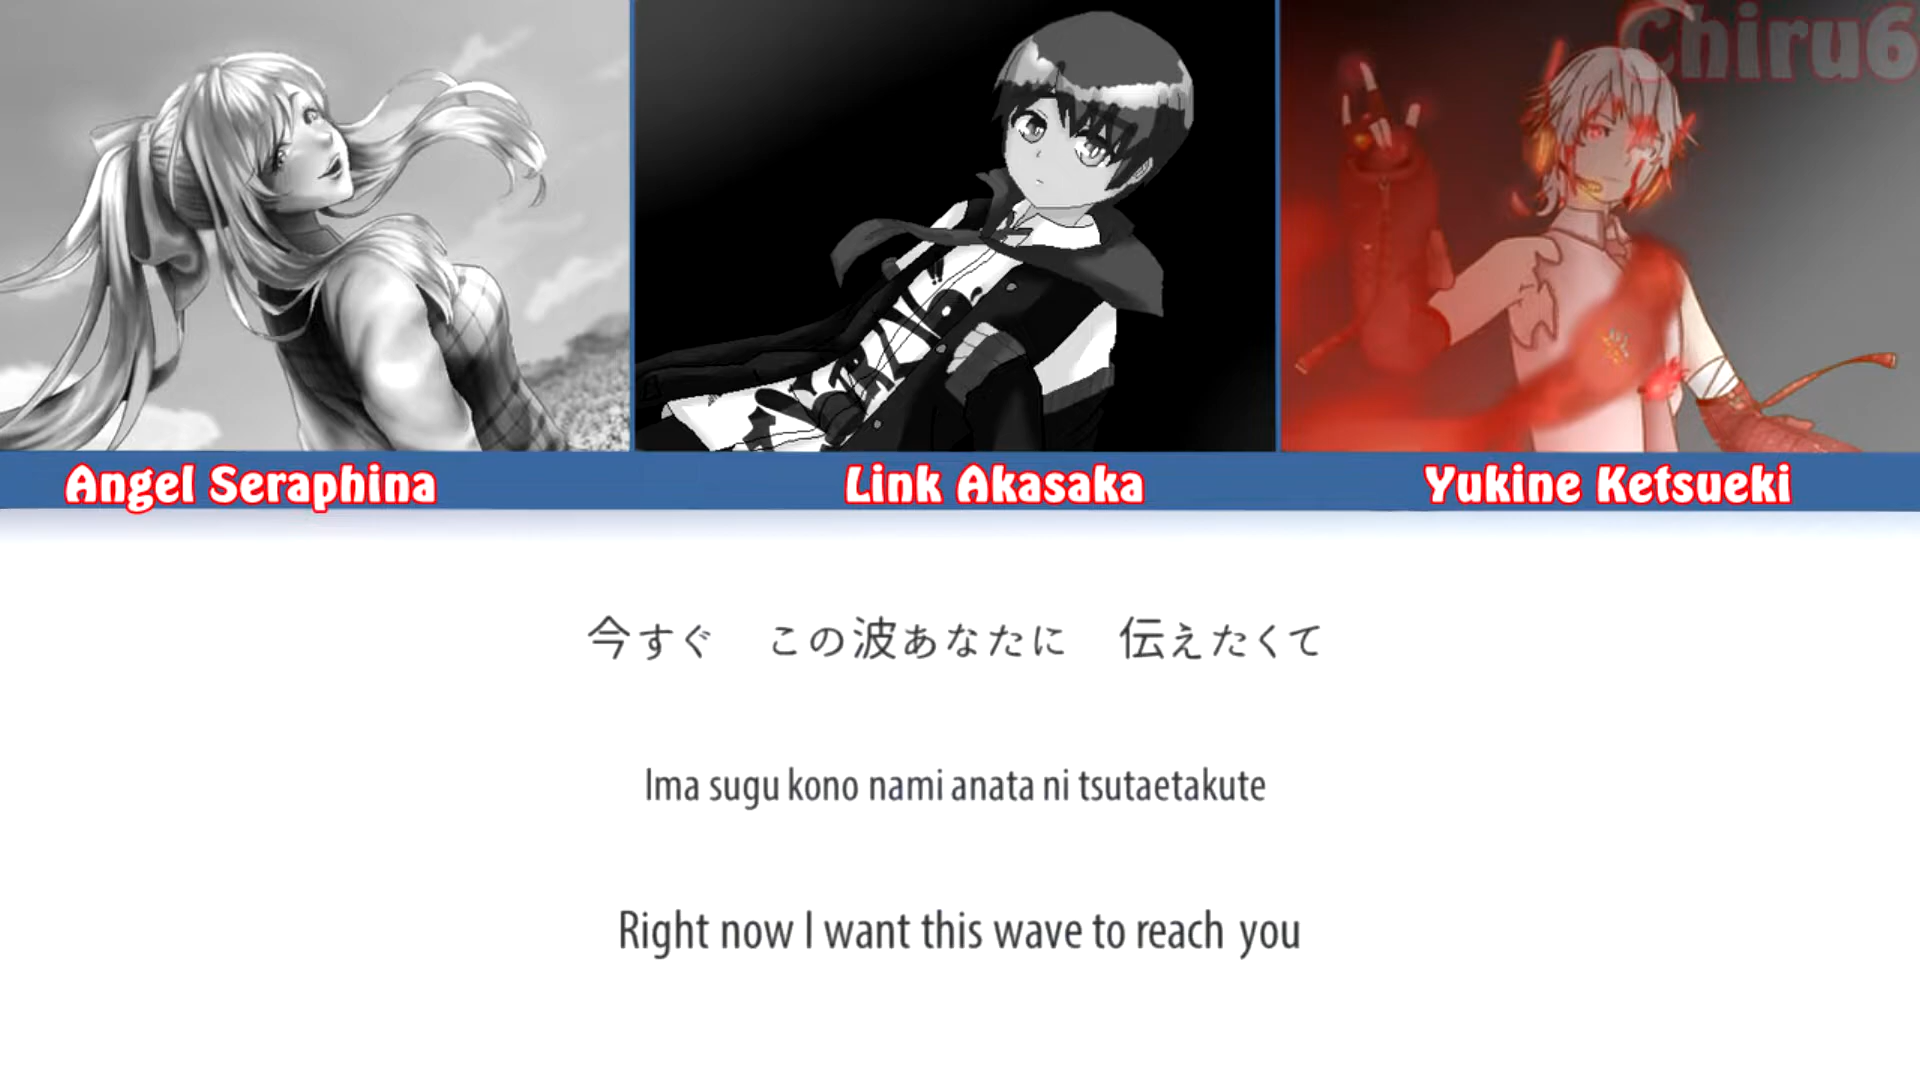 Chiru6
Angel Seraphina
Link Akasaka
Yukine Ketsueki
今すぐ　この波あなたに　伝えたくて
Ima sugu kono nami anata ni tsutaetakute
Right now I want this wave to reach you